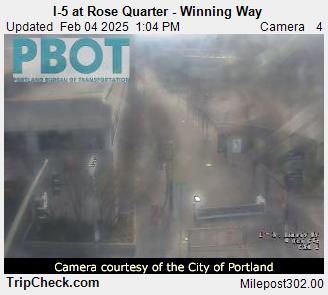 I-5 at Rose Quarter - Winning Way
Updated Feb 04 2025 1:04 PM Camera 4
PBOT
PORTLAND BUREAU OF TRANSPORTATION
Camera courtesy of the City of Portland
TripCheck.com Milepost302.00